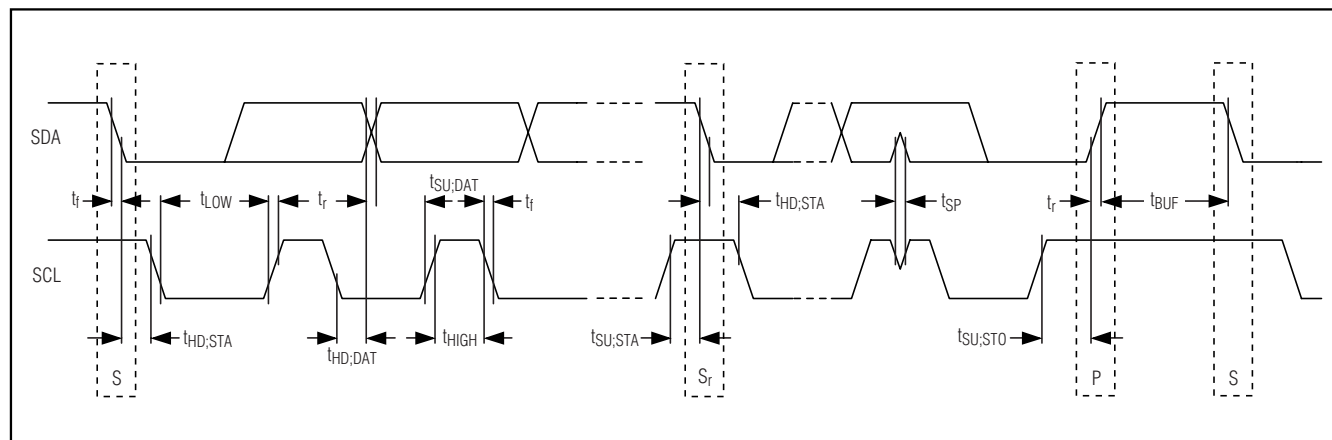 SDA
tf
tLOW
tr
tSU;DAT
tf
tHD;STA
tSP
tr
tBUF
SCL
tHD;STA
tHD;DAT
tHIGH
tSU;STA
tSU;STO
S
Sr
P
S